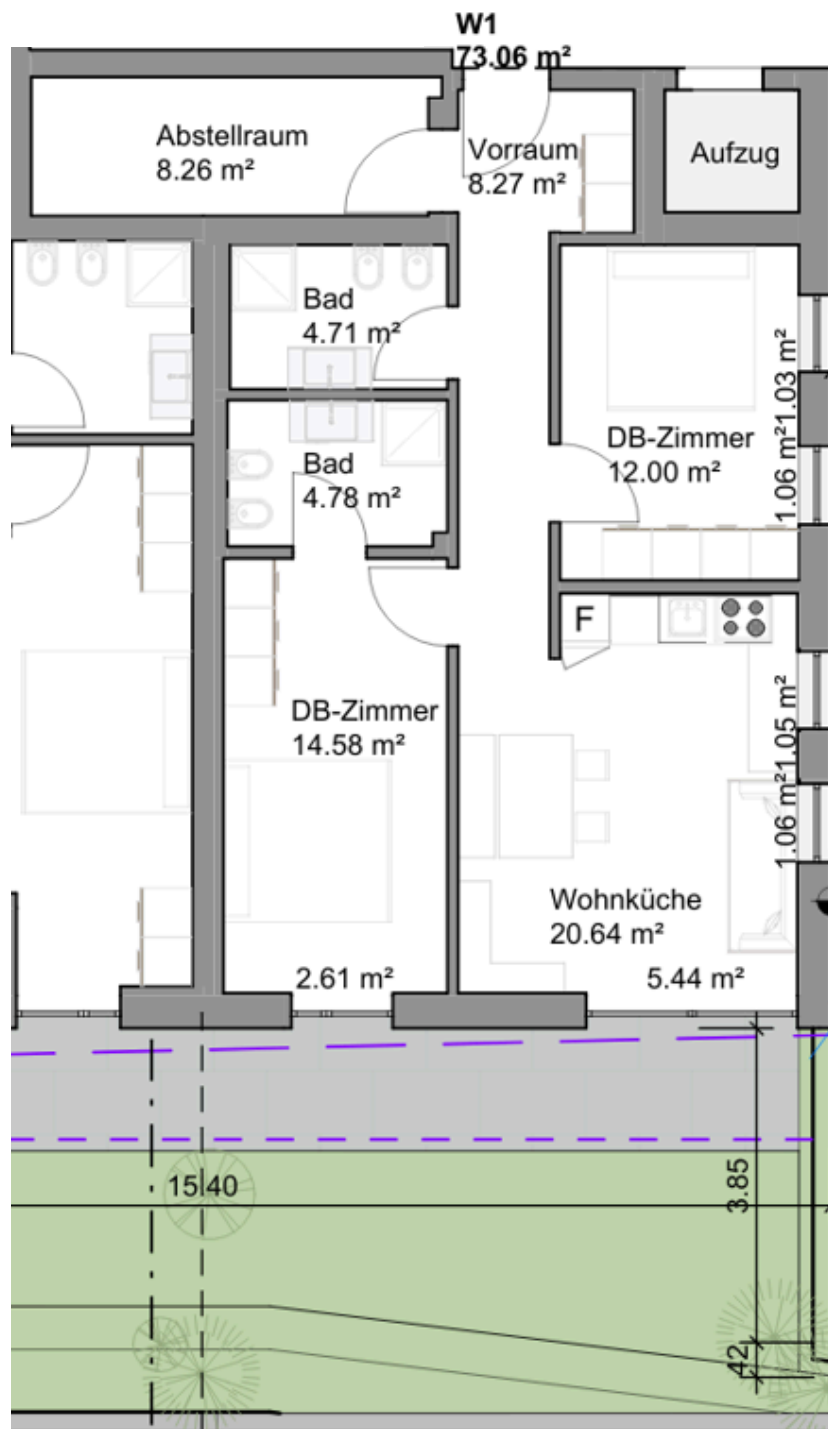 W1
73.06 m²
Abstellraum
8.26 m²
Vorraum
8.27 m²
Aufzug
Bad
4.71 m²
1.03 m²
1.06 m²
DB-Zimmer
12.00 m²
Bad
4.78 m²
F
DB-Zimmer
14.58 m²
1.05 m²
1.06 m²
Wohnküche
20.64 m²
2.61 m²
5.44 m²
15.40
3.85
42